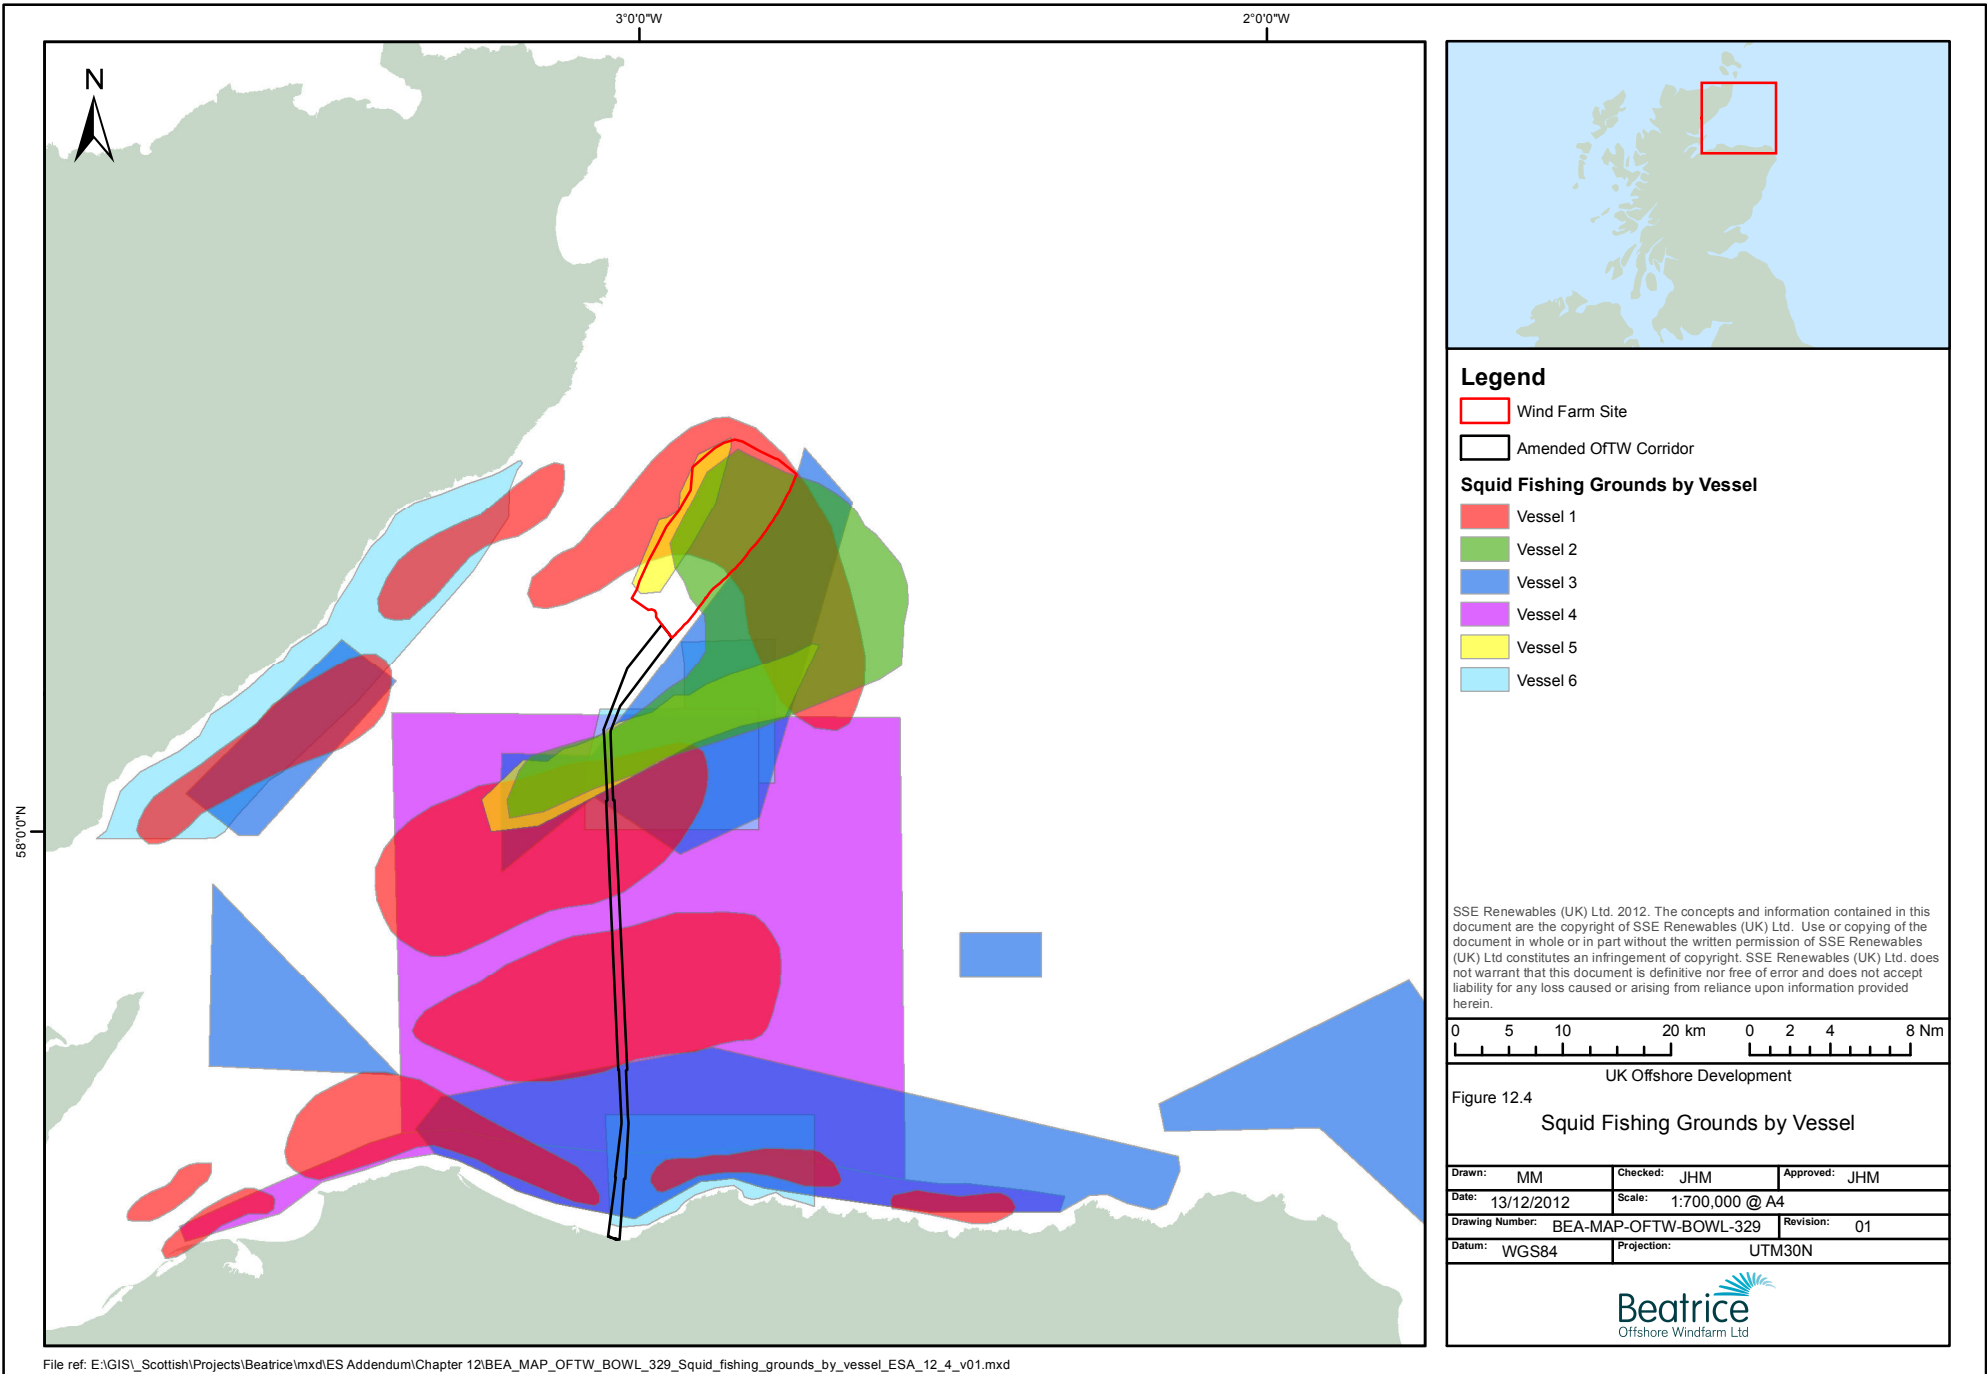 3°0'0"W
2°0'0"W
N
58°0'0"N
Legend
Wind Farm Site
Amended OfTW Corridor
Squid Fishing Grounds by Vessel
Vessel 1
Vessel 2
Vessel 3
Vessel 4
Vessel 5
Vessel 6
SSE Renewables (UK) Ltd. 2012. The concepts and information contained in this
document are the copyright of SSE Renewables (UK) Ltd. Use or copying of the
document in whole or in part without the written permission of SSE Renewables
(UK) Ltd constitutes an infringement of copyright. SSE Renewables (UK) Ltd. does
not warrant that this document is definitive nor free of error and does not accept
liability for any loss caused or arising from reliance upon information provided
herein.
0 5 10 20 km 0 2 4 8 Nm
UK Offshore Development
Figure 12.4
Squid Fishing Grounds by Vessel
Drawn: MM Checked: JHM Approved: JHM
Date: 13/12/2012 Scale: 1:700,000 @ A4
Drawing Number: BEA-MAP-OFTW-BOWL-329 Revision: 01
Datum: WGS84 Projection: UTM30N
Beatrice
Offshore Windfarm Ltd
File ref: E:\GIS\_Scottish\Projects\Beatrice\mxd\ES Addendum\Chapter 12\BEA_MAP_OFTW_BOWL_329_Squid_fishing_grounds_by_vessel_ESA_12_4_v01.mxd